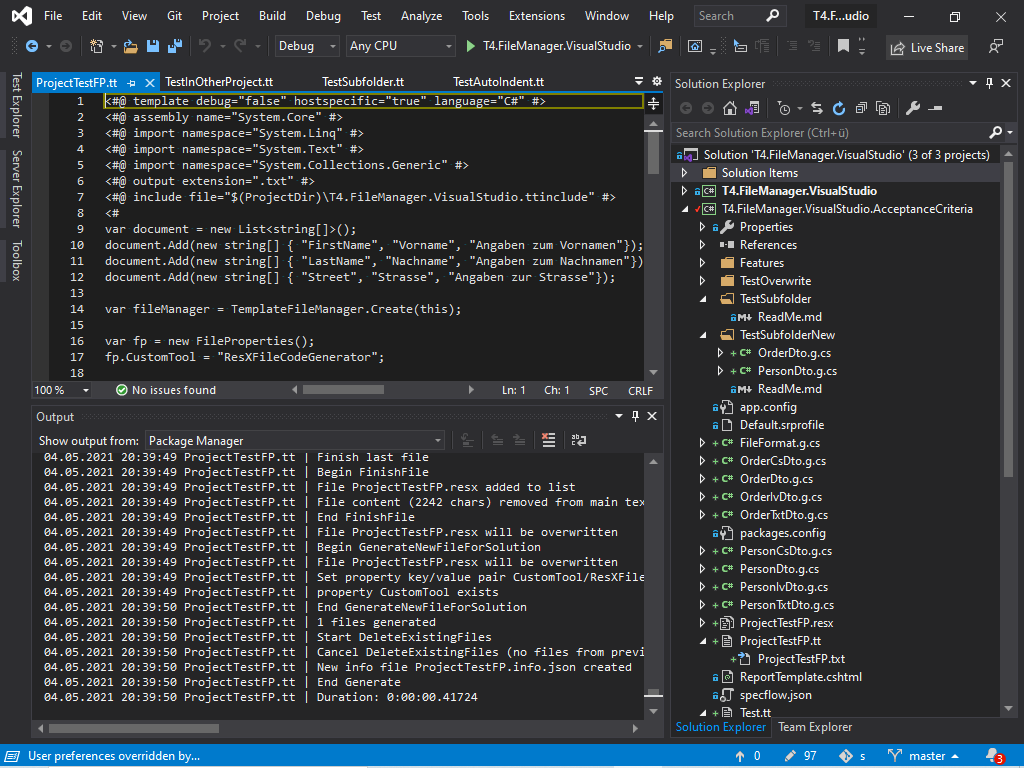 File Edit View Git Project Build Debug Test Analyze Tools Extensions Window Help Search T4.F...udio
Debug Any CPU T4.FileManager.VisualStudio Live Share
Test Explorer
Server Explorer
Toolbox
ProjectTestFP.tt TestInOtherProject.tt TestSubfolder.tt TestAutoIndent.tt
1 <#@ template debug="false" hostspecific="true" language="C#" #>
2 <#@ assembly name="System.Core" #>
3 <#@ import namespace="System.Linq" #>
4 <#@ import namespace="System.Text" #>
5 <#@ import namespace="System.Collections.Generic" #>
6 <#@ output extension=".txt" #>
7 <#@ include file="$(ProjectDir)\T4.FileManager.VisualStudio.ttinclude" #>
8 <#
9 var document = new List<string[]>();
10 document.Add(new string[] { "FirstName", "Vorname", "Angaben zum Vornamen"});
11 document.Add(new string[] { "LastName", "Nachname", "Angaben zum Nachnamen"})
12 document.Add(new string[] { "Street", "Strasse", "Angaben zur Strasse"});
13
14 var fileManager = TemplateFileManager.Create(this);
15
16 var fp = new FileProperties();
17 fp.CustomTool = "ResXFileCodeGenerator";
18
100 % No issues found Ln: 1 Ch: 1 SPC CRLF
Output
Show output from: Package Manager
04.05.2021 20:39:49 ProjectTestFP.tt | Finish last file
04.05.2021 20:39:49 ProjectTestFP.tt | Begin FinishFile
04.05.2021 20:39:49 ProjectTestFP.tt | File ProjectTestFP.resx added to list
04.05.2021 20:39:49 ProjectTestFP.tt | File content (2242 chars) removed from main tex
04.05.2021 20:39:49 ProjectTestFP.tt | End FinishFile
04.05.2021 20:39:49 ProjectTestFP.tt | File ProjectTestFP.resx will be overwritten
04.05.2021 20:39:49 ProjectTestFP.tt | Begin GenerateNewFileForSolution
04.05.2021 20:39:49 ProjectTestFP.tt | File ProjectTestFP.resx will be overwritten
04.05.2021 20:39:49 ProjectTestFP.tt | Set property key/value pair CustomTool/ResXFile
04.05.2021 20:39:49 ProjectTestFP.tt | property CustomTool exists
04.05.2021 20:39:50 ProjectTestFP.tt | End GenerateNewFileForSolution
04.05.2021 20:39:50 ProjectTestFP.tt | 1 files generated
04.05.2021 20:39:50 ProjectTestFP.tt | Start DeleteExistingFiles
04.05.2021 20:39:50 ProjectTestFP.tt | Cancel DeleteExistingFiles (no files from previ
04.05.2021 20:39:50 ProjectTestFP.tt | New info file ProjectTestFP.info.json created
04.05.2021 20:39:50 ProjectTestFP.tt | End Generate
04.05.2021 20:39:50 ProjectTestFP.tt | Duration: 0:00:00.41724
Solution Explorer
Search Solution Explorer (Ctrl+ü)
Solution 'T4.FileManager.VisualStudio' (3 of 3 projects)
Solution Items
C# T4.FileManager.VisualStudio
C# T4.FileManager.VisualStudio.AcceptanceCriteria
Properties
References
Features
TestOverwrite
TestSubfolder
M↓ ReadMe.md
TestSubfolderNew
+ C# OrderDto.g.cs
+ C# PersonDto.g.cs
M↓ ReadMe.md
app.config
Default.srprofile
+ C# FileFormat.g.cs
+ C# OrderCsDto.g.cs
+ C# OrderDto.g.cs
+ C# OrderIvDto.g.cs
+ C# OrderTxtDto.g.cs
packages.config
+ C# PersonCsDto.g.cs
+ C# PersonDto.g.cs
+ C# PersonIvDto.g.cs
+ C# PersonTxtDto.g.cs
+ ProjectTestFP.resx
+ ProjectTestFP.tt
+ ProjectTestFP.txt
ReportTemplate.cshtml
specflow.json
+ Test.tt
Solution Explorer Team Explorer
User preferences overridden by... 0 97 s master 3